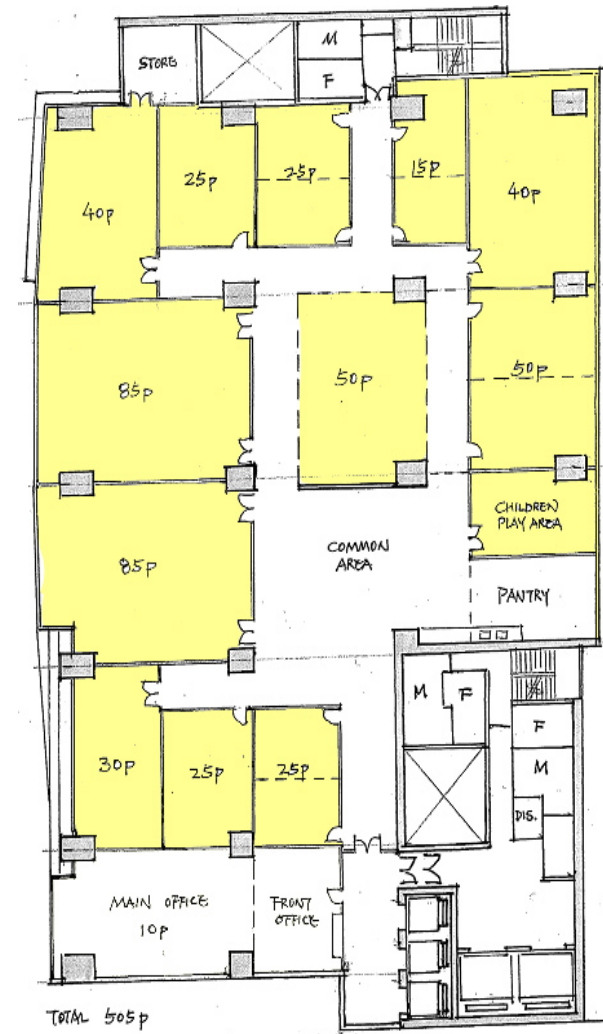 STORE
M
F
40p
25p
25p
15p
40p
85p
50p
50p
CHILDREN
PLAY AREA
85p
COMMON
AREA
PANTRY
M
F
F
M
DIS.
30p
25p
25p
MAIN OFFICE
10p
FRONT
OFFICE
TOTAL 505p